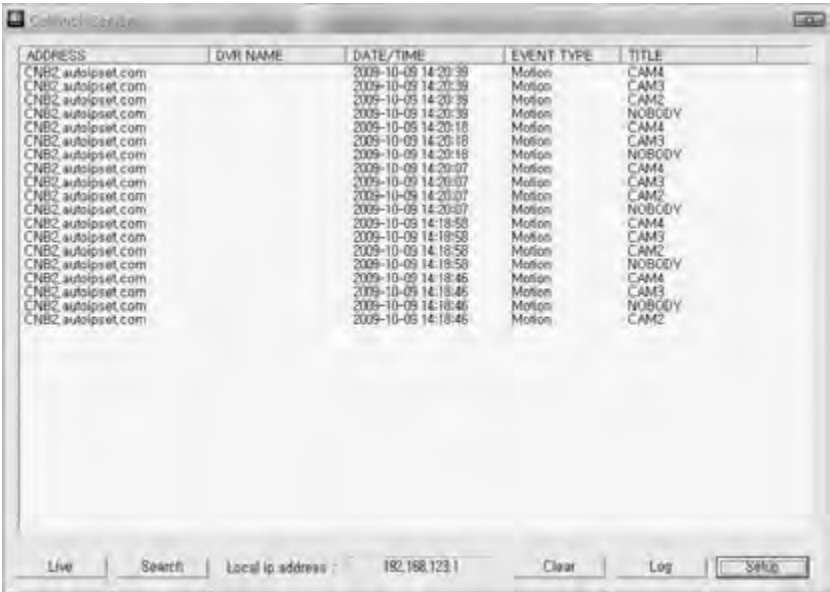 ADDRESS DVR NAME DATE/TIME EVENT TYPE TITLE
CNB2.autoipset.com 2009-10-09 14:20:39 Motion CAM4
CNB2.autoipset.com 2009-10-09 14:20:39 Motion CAM3
CNB2.autoipset.com 2009-10-09 14:20:39 Motion CAM2
CNB2.autoipset.com 2009-10-09 14:20:39 Motion NOBODY
CNB2.autoipset.com 2009-10-09 14:20:18 Motion CAM4
CNB2.autoipset.com 2009-10-09 14:20:18 Motion CAM3
CNB2.autoipset.com 2009-10-09 14:20:18 Motion NOBODY
CNB2.autoipset.com 2009-10-09 14:20:07 Motion CAM4
CNB2.autoipset.com 2009-10-09 14:20:07 Motion CAM3
CNB2.autoipset.com 2009-10-09 14:20:07 Motion CAM2
CNB2.autoipset.com 2009-10-09 14:20:07 Motion NOBODY
CNB2.autoipset.com 2009-10-09 14:18:58 Motion CAM4
CNB2.autoipset.com 2009-10-09 14:18:58 Motion CAM3
CNB2.autoipset.com 2009-10-09 14:18:58 Motion CAM2
CNB2.autoipset.com 2009-10-09 14:18:58 Motion NOBODY
CNB2.autoipset.com 2009-10-09 14:18:46 Motion CAM4
CNB2.autoipset.com 2009-10-09 14:18:46 Motion CAM3
CNB2.autoipset.com 2009-10-09 14:18:46 Motion NOBODY
CNB2.autoipset.com 2009-10-09 14:18:46 Motion CAM2
Live Search Local ip address : 192.168.123.1 Clear Log Setup